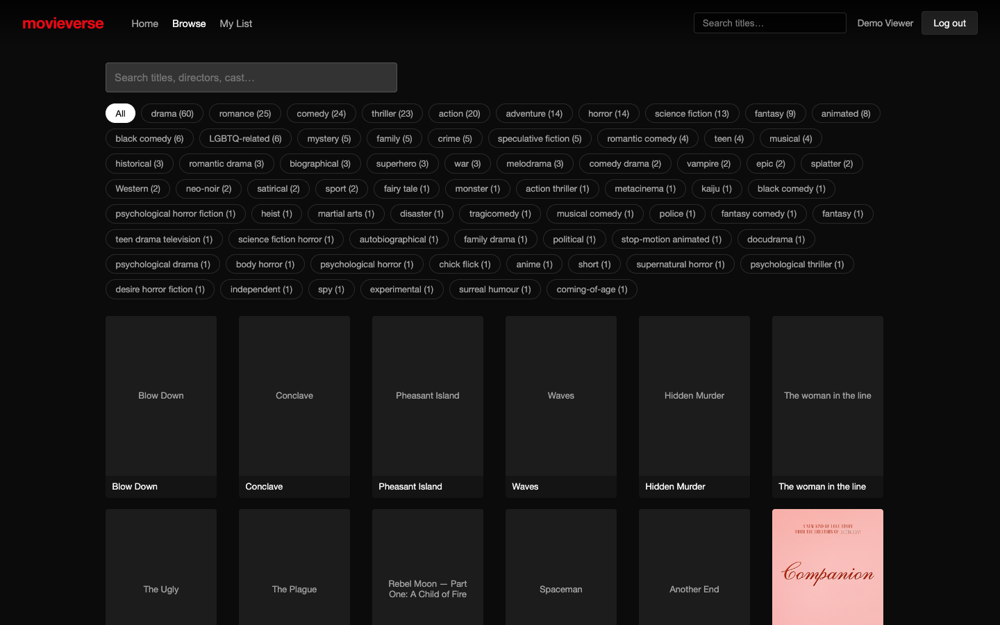 movieverse
Home Browse My List
Search titles... Demo Viewer Log out
Search titles, directors, cast...
All drama (60) romance (25) comedy (24) thriller (23) action (20) adventure (14) horror (14) science fiction (13) fantasy (9) animated (8)
black comedy (6) LGBTQ-related (6) mystery (5) family (5) crime (5) speculative fiction (5) romantic comedy (4) teen (4) musical (4)
historical (3) romantic drama (3) biographical (3) superhero (3) war (3) melodrama (3) comedy drama (2) vampire (2) epic (2) splatter (2)
Western (2) neo-noir (2) satirical (2) sport (2) fairy tale (1) monster (1) action thriller (1) metacinema (1) kaiju (1) black comedy (1)
psychological horror fiction (1) heist (1) martial arts (1) disaster (1) tragicomedy (1) musical comedy (1) police (1) fantasy comedy (1) fantasy (1)
teen drama television (1) science fiction horror (1) autobiographical (1) family drama (1) political (1) stop-motion animated (1) docudrama (1)
psychological drama (1) body horror (1) psychological horror (1) chick flick (1) anime (1) short (1) supernatural horror (1) psychological thriller (1)
desire horror fiction (1) independent (1) spy (1) experimental (1) surreal humour (1) coming-of-age (1)
Blow Down Conclave Pheasant Island Waves Hidden Murder The woman in the line
Blow Down Conclave Pheasant Island Waves Hidden Murder The woman in the line
A NEW KIND OF LOVE STORY
FROM THE CREATORS OF
Companion
The Ugly The Plague Rebel Moon — Part
One: A Child of Fire
Spaceman Another End